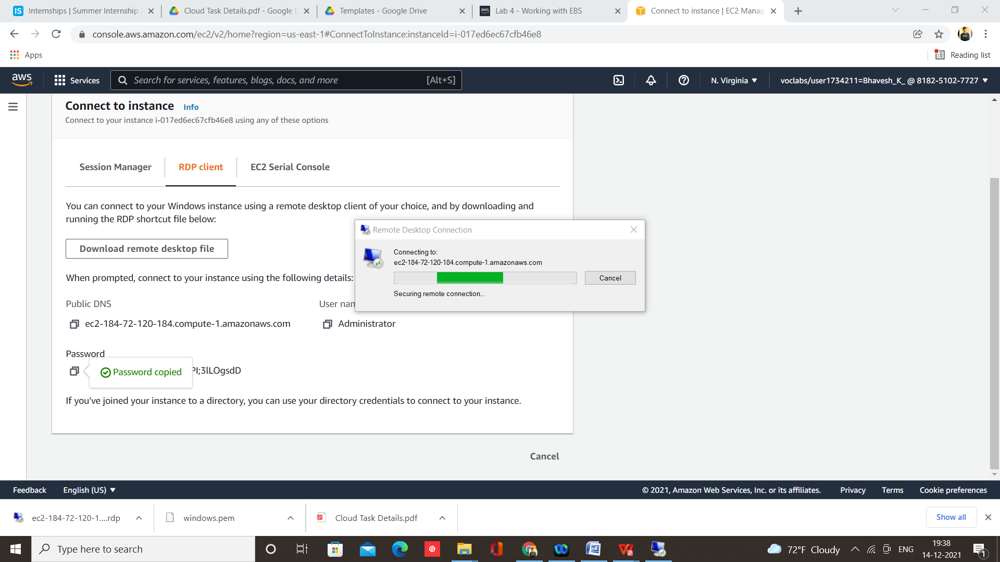 Internships | Summer Internship
Cloud Task Details.pdf - Google
Templates - Google Drive
aws
Lab 4 - Working with EBS
Connect to instance | EC2 Manag
console.aws.amazon.com/ec2/v2/home?region=us-east-1#ConnectToInstance:instanceId=i-017ed6ec67cfb46e8
Apps
Reading list
aws
Services
Search for services, features, blogs, docs, and more
[Alt+S]
N. Virginia
voclabs/user1734211=Bhavesh_K_ @ 8182-5102-7727
Connect to instance
Info
Connect to your instance i-017ed6ec67cfb46e8 using any of these options
Session Manager
RDP client
EC2 Serial Console
You can connect to your Windows instance using a remote desktop client of your choice, and by downloading and
running the RDP shortcut file below:
Download remote desktop file
Remote Desktop Connection
Connecting to:
ec2-184-72-120-184.compute-1.amazonaws.com
Cancel
Securing remote connection...
When prompted, connect to your instance using the following details:
Public DNS
User nam
ec2-184-72-120-184.compute-1.amazonaws.com
Administrator
Password
Password copied
;3lLOgsdD
If you've joined your instance to a directory, you can use your directory credentials to connect to your instance.
Cancel
Feedback
English (US)
© 2021, Amazon Web Services, Inc. or its affiliates.
Privacy
Terms
Cookie preferences
ec2-184-72-120-1....rdp
windows.pem
Cloud Task Details.pdf
Show all
Type here to search
72°F Cloudy
ENG
19:38
14-12-2021
1